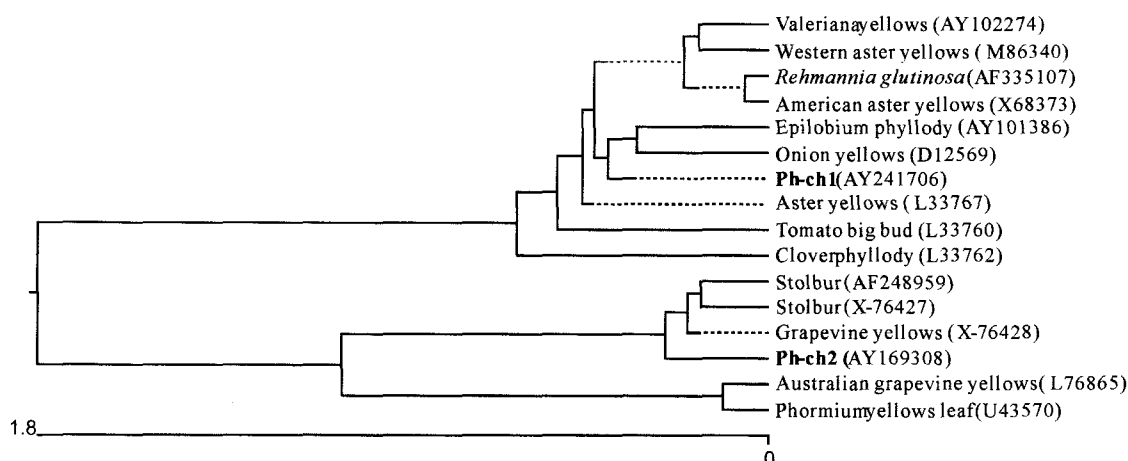 Valerianayellows (AY102274)
Western aster yellows ( M86340)
Rehmannia glutinosa(AF335107)
American aster yellows (X68373)
Epilobium phyllody (AY101386)
Onion yellows (D12569)
Ph-ch1(AY241706)
Aster yellows ( L33767)
Tomato big bud (L33760)
Cloverphyllody (L33762)
Stolbur(AF248959)
Stolbur(X-76427)
Grapevine yellows (X-76428)
Ph-ch2 (AY169308)
Australian grapevine yellows( L76865)
Phormiumyellows leaf(U43570)
1.8
0